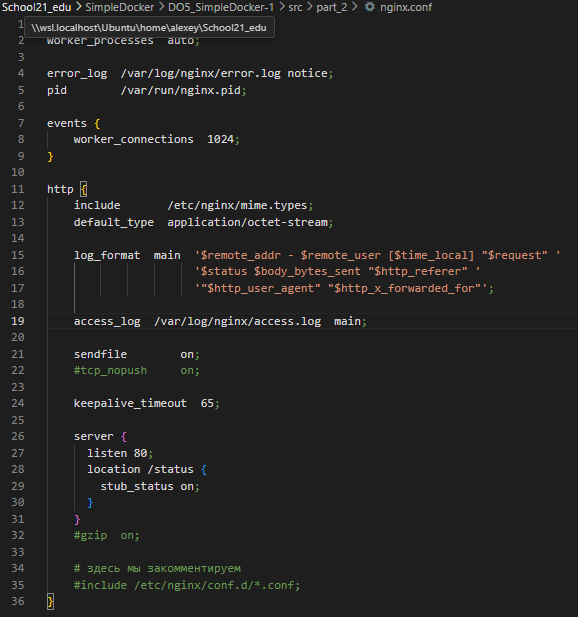 School21_edu > SimpleDocker > DO5_SimpleDocker-1 > src > part_2 > nginx.conf
1
\\wsl.localhost\Ubuntu\home\alexey\School21_edu
2 worker_processes  auto;
3
4 error_log  /var/log/nginx/error.log notice;
5 pid        /var/run/nginx.pid;
6
7 events {
8     worker_connections  1024;
9 }
10
11 http {
12     include       /etc/nginx/mime.types;
13     default_type  application/octet-stream;
14
15     log_format  main  '$remote_addr - $remote_user [$time_local] "$request" '
16                       '$status $body_bytes_sent "$http_referer" '
17                       '"$http_user_agent" "$http_x_forwarded_for"';
18
19     access_log  /var/log/nginx/access.log  main;
20
21     sendfile        on;
22     #tcp_nopush     on;
23
24     keepalive_timeout  65;
25
26     server {
27       listen 80;
28       location /status {
29         stub_status on;
30       }
31     }
32     #gzip  on;
33
34     # здесь мы закомментируем
35     #include /etc/nginx/conf.d/*.conf;
36 }